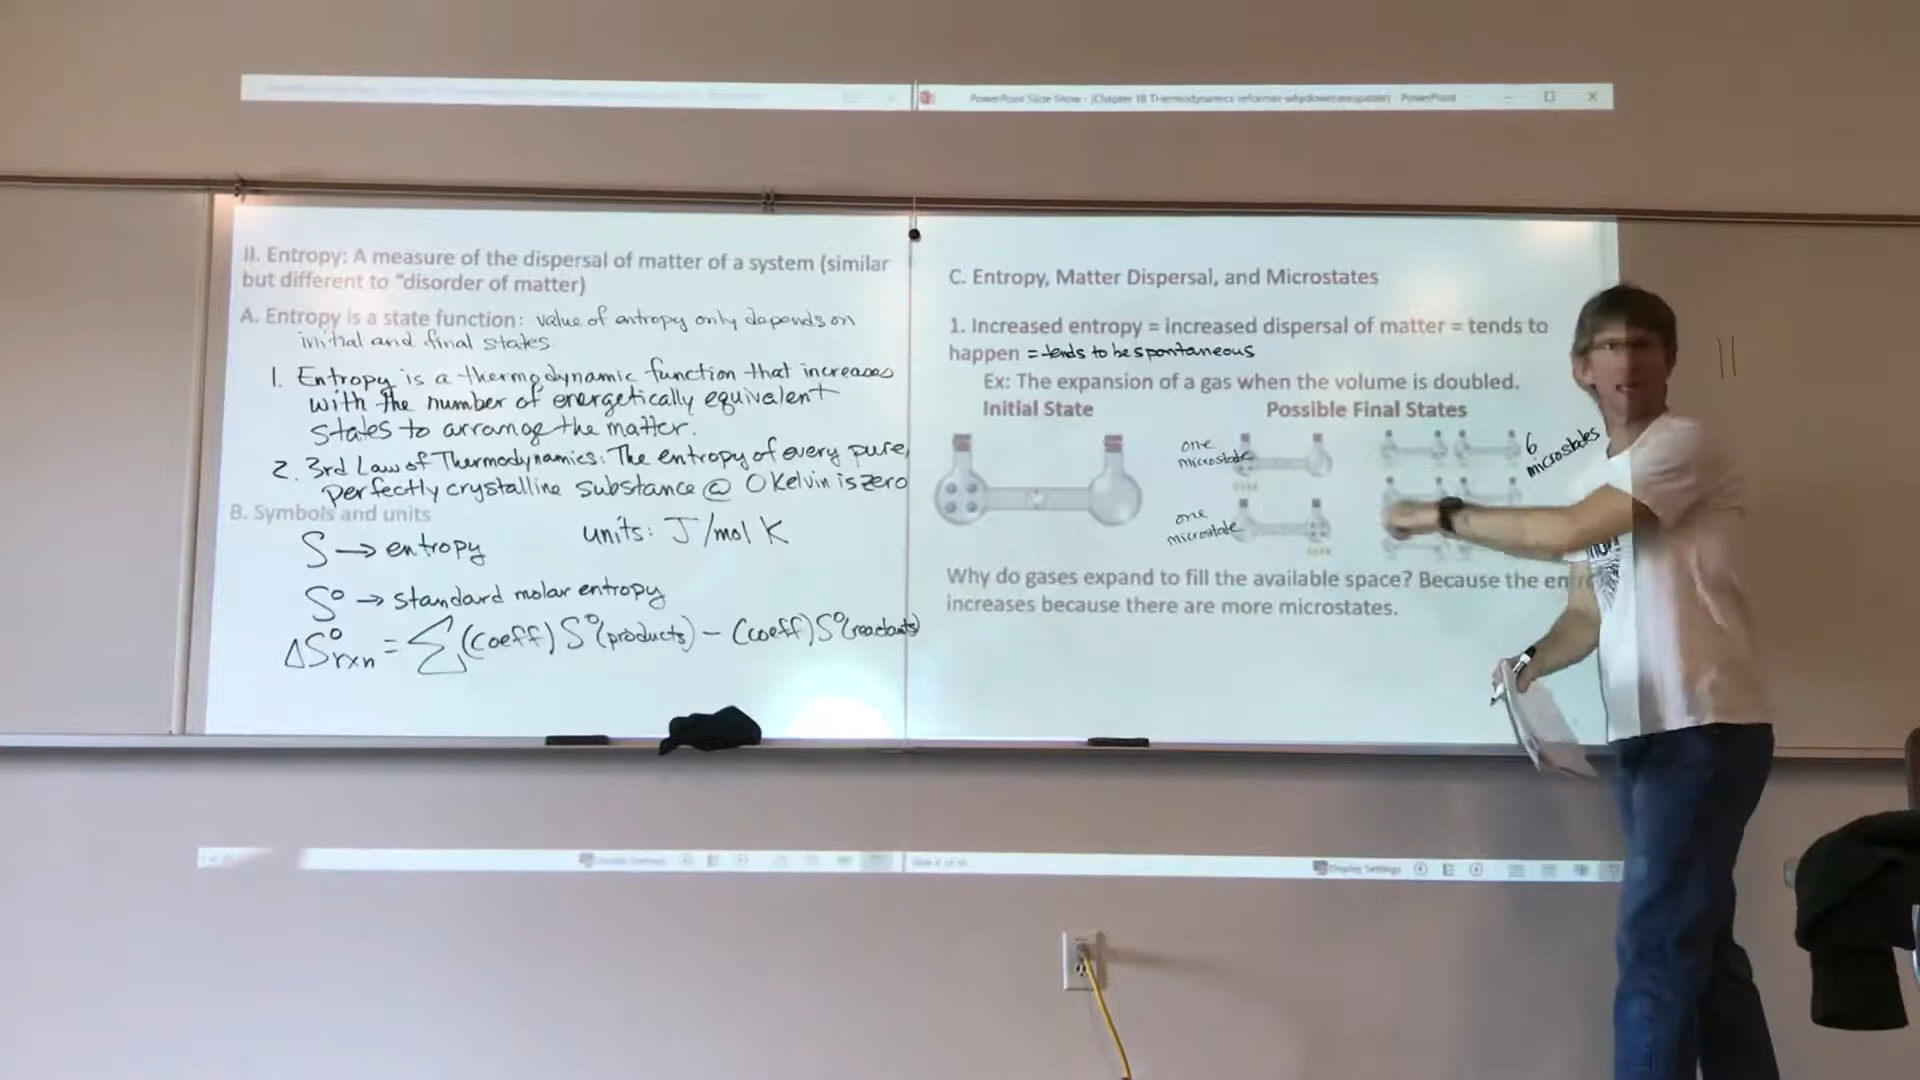 PowerPoint Slide Show - [Chapter 18 Thermodynamics - PowerPoint
II. Entropy: A measure of the dispersal of matter of a system (similar
but different to "disorder of matter)
A. Entropy is a state function: value of entropy only depends on
initial and final states.
1. Entropy is a thermodynamic function that increases
with the number of energetically equivalent
states to arrange the matter.
2. 3rd Law of Thermodynamics: The entropy of every pure,
perfectly crystalline substance @ 0 Kelvin is zero
B. Symbols and units
units: J/mol K
S → entropy
S° → standard molar entropy
ΔS°rxn = Σ(coeff)S°(products) - (coeff)S°(reactants)
C. Entropy, Matter Dispersal, and Microstates
1. Increased entropy = increased dispersal of matter = tends to
happen = tends to be spontaneous
Ex: The expansion of a gas when the volume is doubled.
Initial State
Possible Final States
one
microstate
6
microstates
one
microstate
Why do gases expand to fill the available space? Because the
increases because there are more microstates.
Display Settings